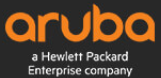 aruba
a Hewlett Packard
Enterprise company